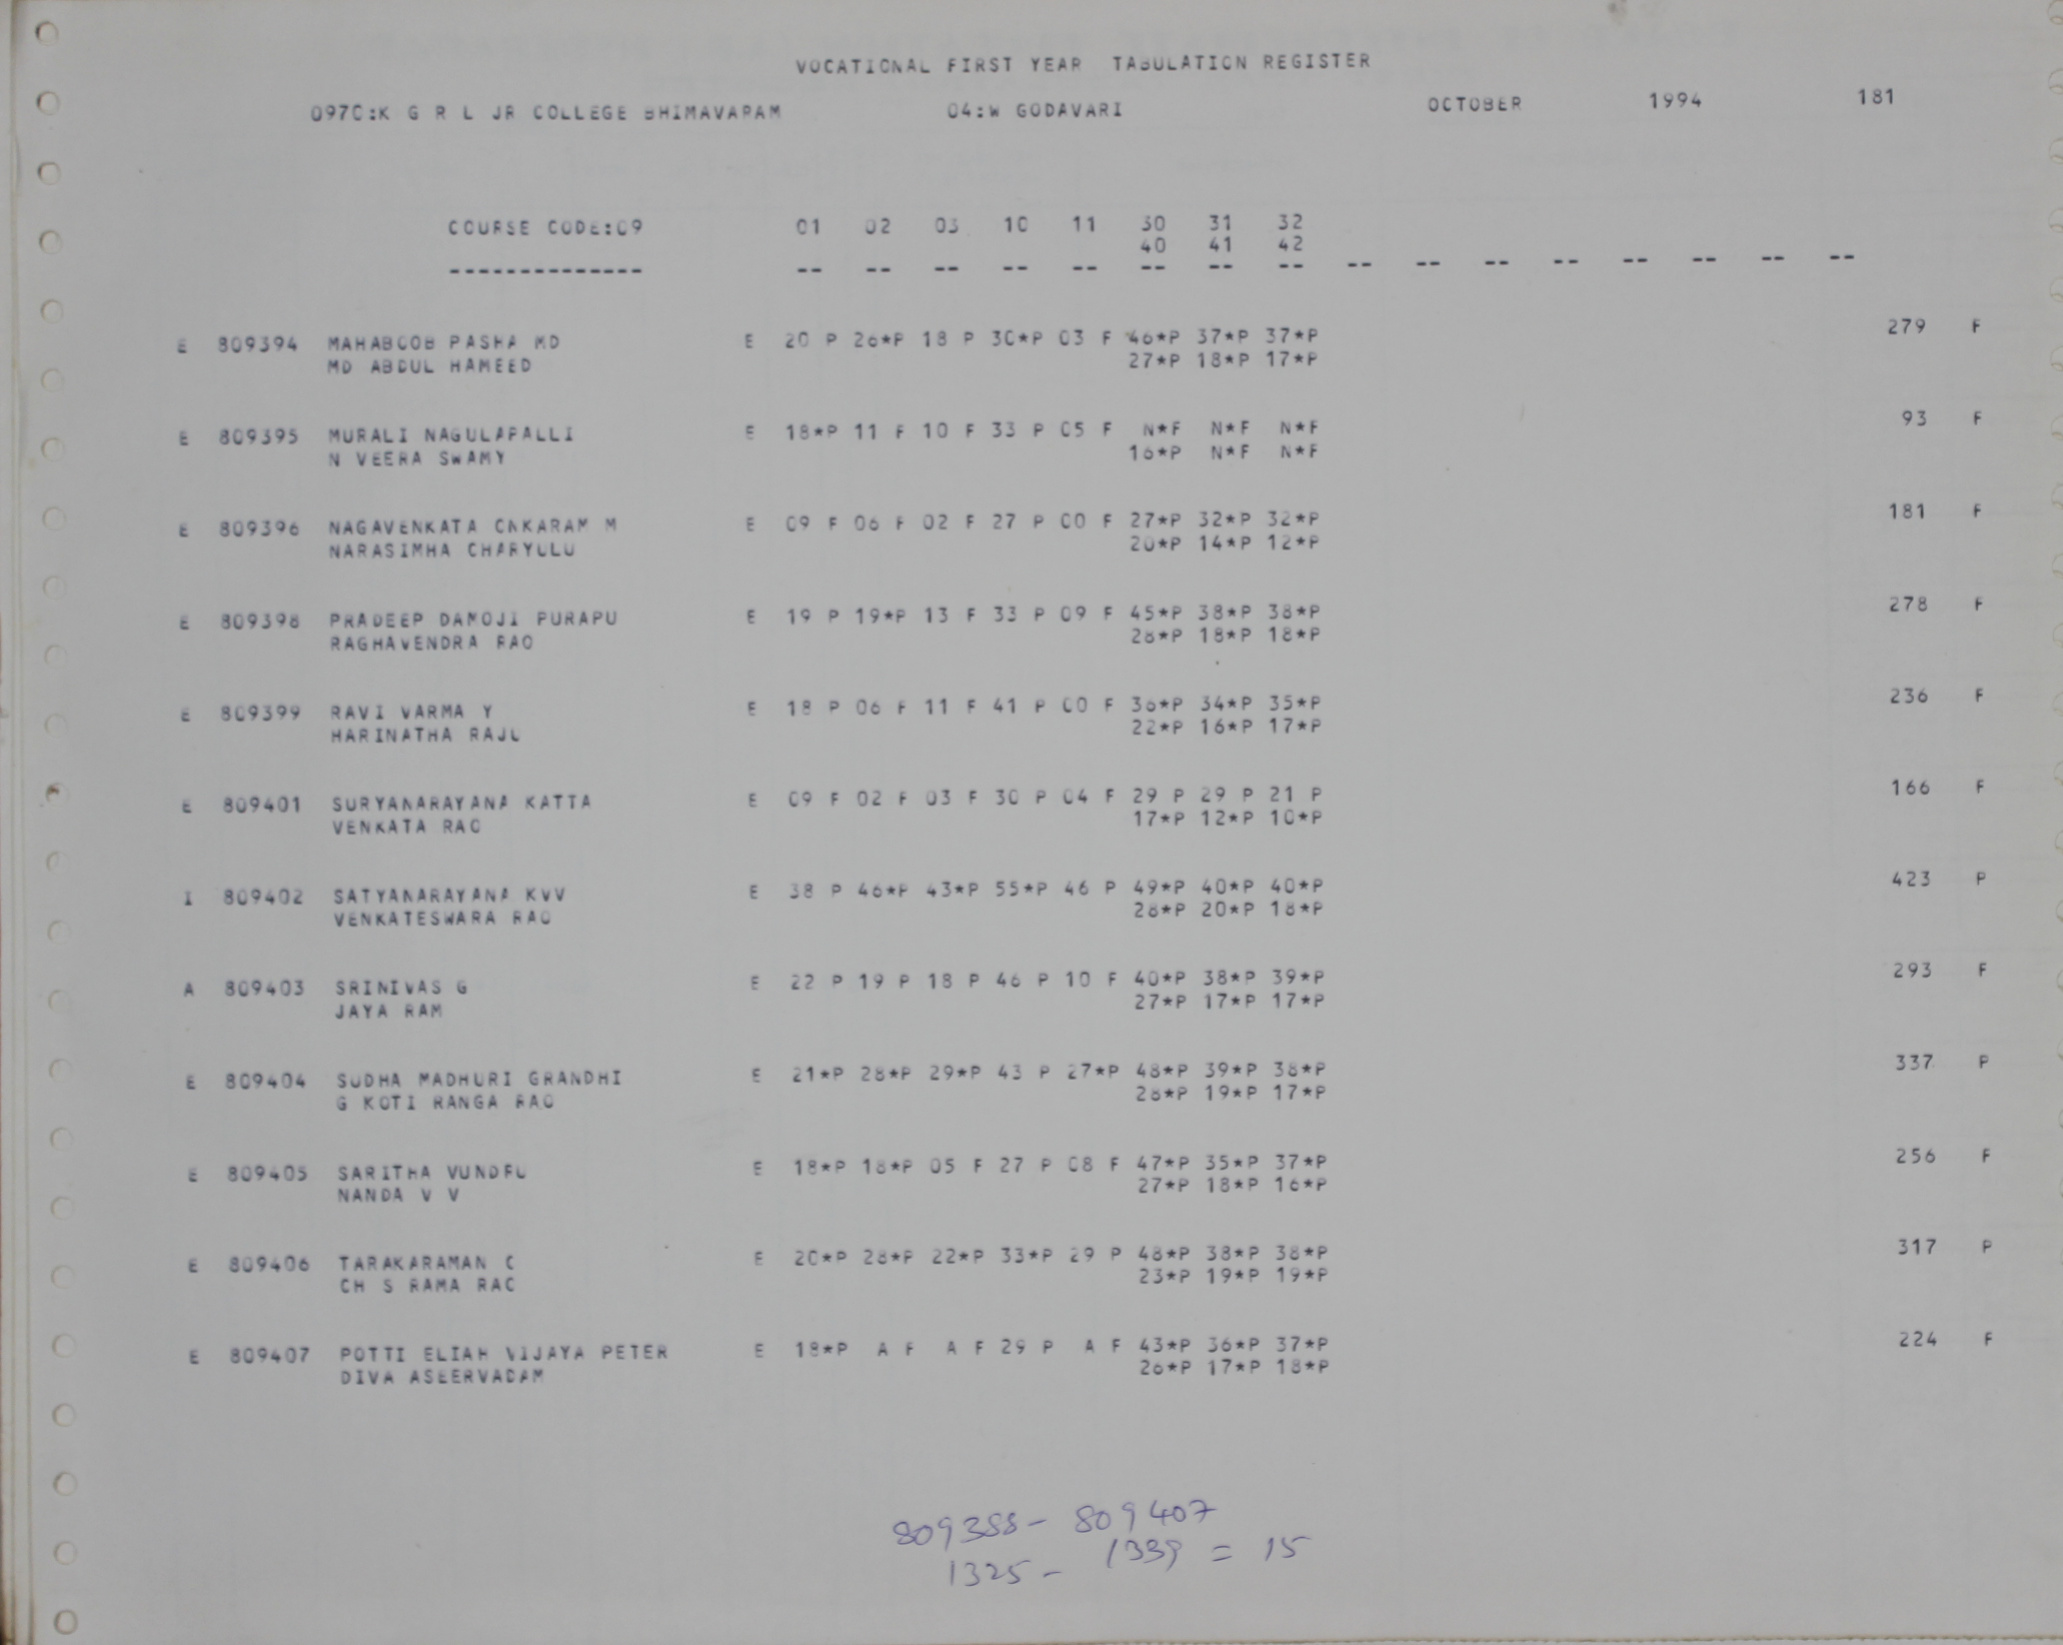 VOCATIONAL FIRST YEAR TABULATION REGISTER
097C:K G R L JR COLLEGE BHIMAVARAM 04:W GODAVARI OCTOBER 1994 181
COURSE CODE:09 01 02 03 10 11 30 31 32
40 41 42
-------------- -- -- -- -- -- -- -- -- -- -- -- -- -- -- -- --
E 809394 MAHABOOB PASHA MD E 20 P 26*P 18 P 30*P 03 F 46*P 37*P 37*P 279 F
MD ABDUL HAMEED 27*P 18*P 17*P
E 809395 MURALI NAGULAPALLI E 18*P 11 F 10 F 33 P 05 F N*F N*F N*F 93 F
N VEERA SWAMY 16*P N*F N*F
E 809396 NAGAVENKATA CNKARAM M E 09 F 06 F 02 F 27 P 00 F 27*P 32*P 32*P 181 F
NARASIMHA CHARYULU 20*P 14*P 12*P
E 809398 PRADEEP DAMOJI PURAPU E 19 P 19*P 13 F 33 P 09 F 45*P 38*P 38*P 278 F
RAGHAVENDRA RAO 28*P 18*P 18*P
E 809399 RAVI VARMA Y E 18 P 06 F 11 F 41 P 00 F 36*P 34*P 35*P 236 F
HARINATHA RAJU 22*P 16*P 17*P
E 809401 SURYANARAYANA KATTA E 09 F 02 F 03 F 30 P 04 F 29 P 29 P 21 P 166 F
VENKATA RAO 17*P 12*P 10*P
I 809402 SATYANARAYANA KVV E 38 P 46*P 43*P 55*P 46 P 49*P 40*P 40*P 423 P
VENKATESWARA RAO 28*P 20*P 18*P
A 809403 SRINIVAS G E 22 P 19 P 18 P 46 P 10 F 40*P 38*P 39*P 293 F
JAYA RAM 27*P 17*P 17*P
E 809404 SUDHA MADHURI GRANDHI E 21*P 28*P 29*P 43 P 27*P 48*P 39*P 38*P 337 P
G KOTI RANGA RAO 28*P 19*P 17*P
E 809405 SARITHA VUNDRU E 18*P 18*P 05 F 27 P 08 F 47*P 35*P 37*P 256 F
NANDA V V 27*P 18*P 16*P
E 809406 TARAKARAMAN C E 20*P 28*P 22*P 33*P 29 P 48*P 38*P 38*P 317 P
CH S RAMA RAO 23*P 19*P 19*P
E 809407 POTTI ELIAH VIJAYA PETER E 18*P A F A F 29 P A F 43*P 36*P 37*P 224 F
DIVA ASEERVADAM 26*P 17*P 18*P
809388 - 809407
1325 - 1339 = 15